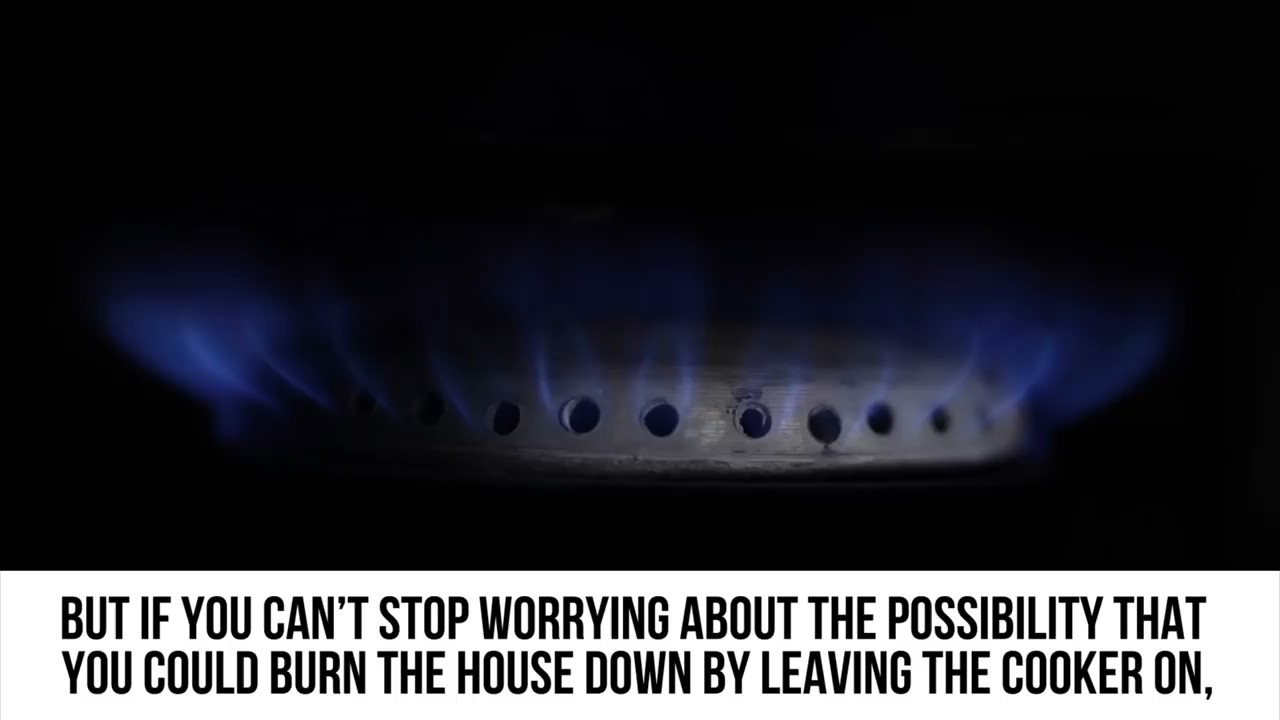 BUT IF YOU CAN'T STOP WORRYING ABOUT THE POSSIBILITY THAT
YOU COULD BURN THE HOUSE DOWN BY LEAVING THE COOKER ON,